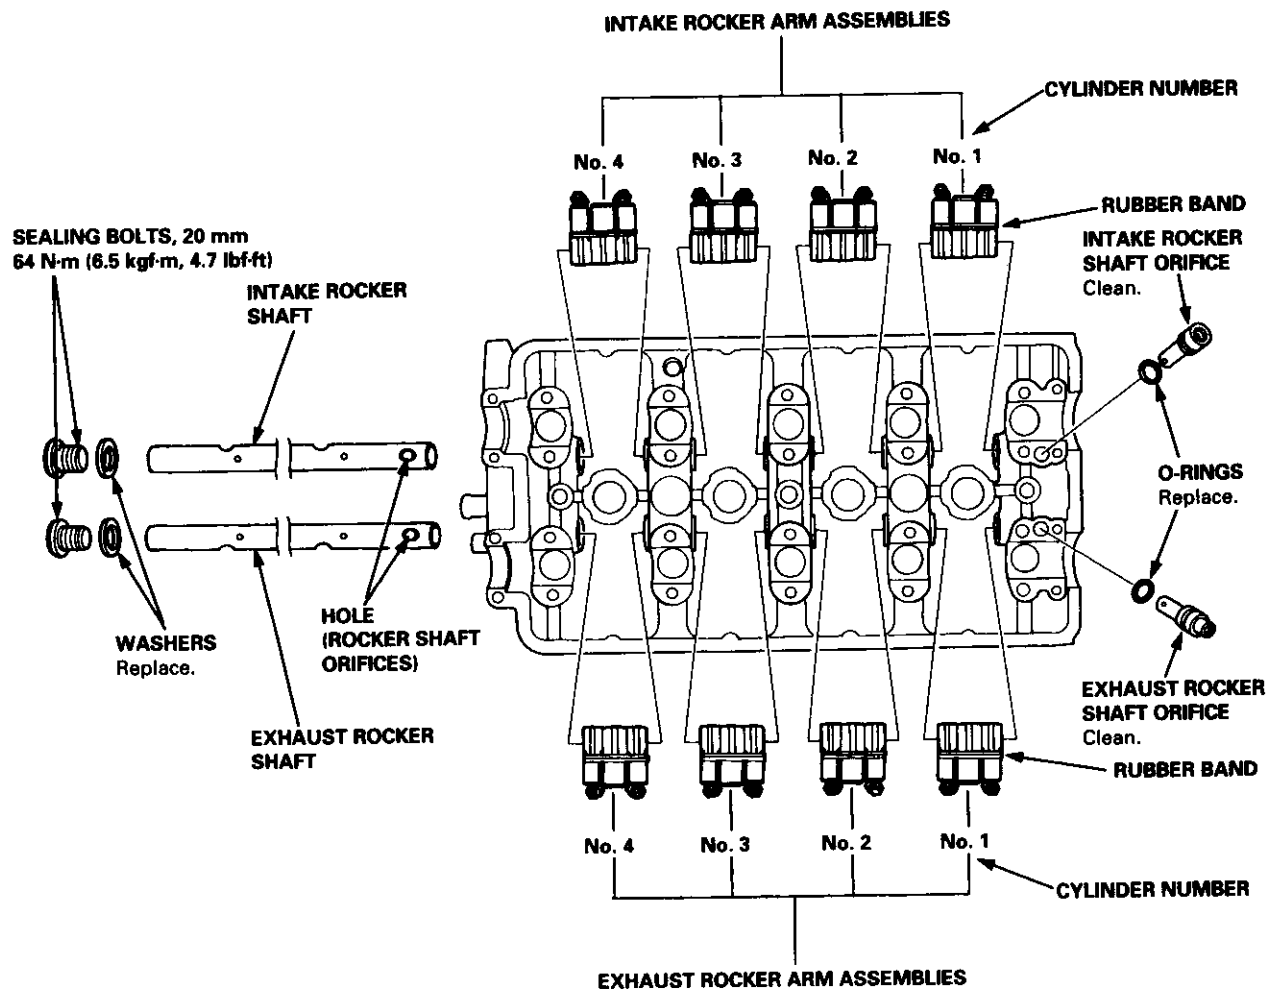 INTAKE ROCKER ARM ASSEMBLIES
CYLINDER NUMBER
No. 4
No. 3
No. 2
No. 1
RUBBER BAND
SEALING BOLTS, 20 mm
64 N·m (6.5 kgf·m, 4.7 lbf·ft)
INTAKE ROCKER
SHAFT ORIFICE
Clean.
INTAKE ROCKER
SHAFT
O-RINGS
Replace.
HOLE
(ROCKER SHAFT
ORIFICES)
WASHERS
Replace.
EXHAUST ROCKER
SHAFT
EXHAUST ROCKER
SHAFT ORIFICE
Clean.
RUBBER BAND
No. 4
No. 3
No. 2
No. 1
CYLINDER NUMBER
EXHAUST ROCKER ARM ASSEMBLIES